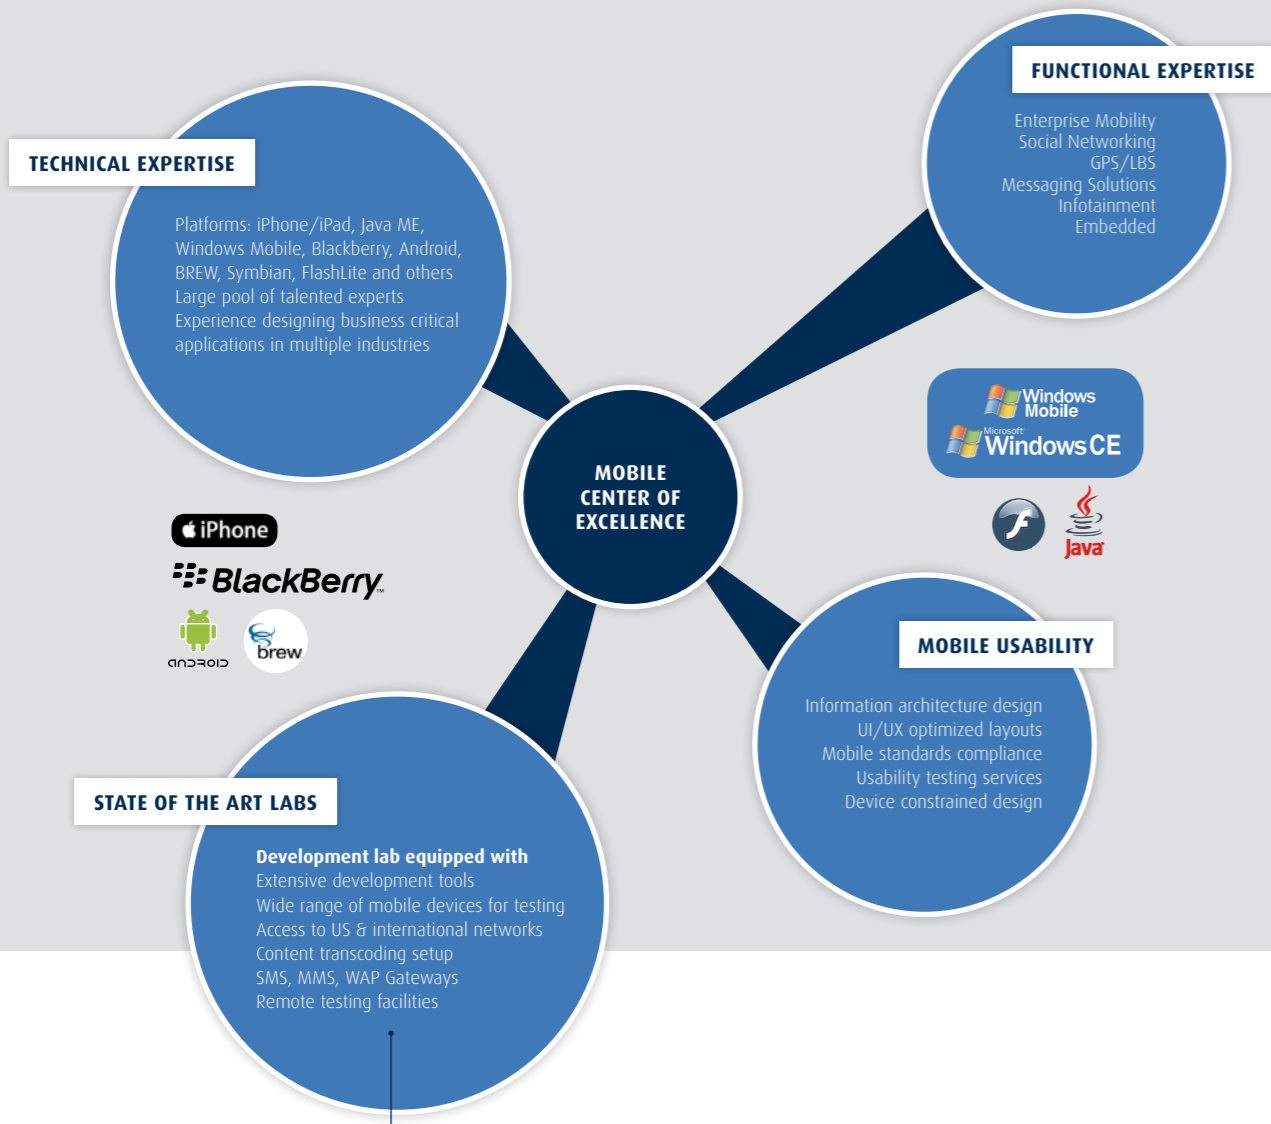 FUNCTIONAL EXPERTISE
Enterprise Mobility
Social Networking
GPS/LBS
Messaging Solutions
Infotainment
Embedded
TECHNICAL EXPERTISE
Platforms: iPhone/iPad, Java ME,
Windows Mobile, Blackberry, Android,
BREW, Symbian, FlashLite and others
Large pool of talented experts
Experience designing business critical
applications in multiple industries
MOBILE
CENTER OF
EXCELLENCE
Windows
Mobile
Microsoft
Windows CE
Java
iPhone
BlackBerry™
ANDROID
brew
MOBILE USABILITY
Information architecture design
UI/UX optimized layouts
Mobile standards compliance
Usability testing services
Device constrained design
STATE OF THE ART LABS
Development lab equipped with
Extensive development tools
Wide range of mobile devices for testing
Access to US & international networks
Content transcoding setup
SMS, MMS, WAP Gateways
Remote testing facilities